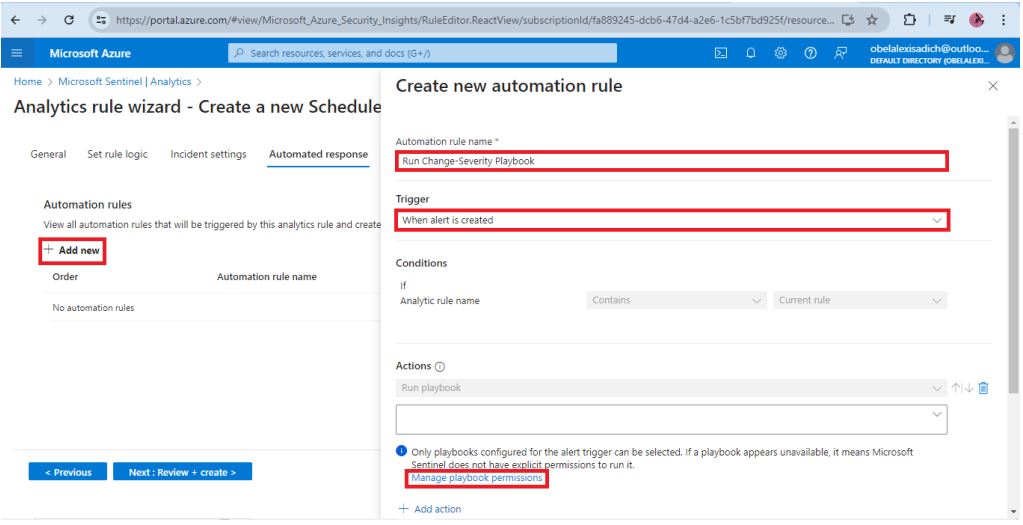 https://portal.azure.com/#view/Microsoft_Azure_Security_Insights/RuleEditor.ReactView/subscriptionId/fa889245-dcb6-47d4-a2e6-1c5bf7bd925f/resource...
Microsoft Azure
Search resources, services, and docs (G+/)
obelalexisadich@outloo...
DEFAULT DIRECTORY (OBELALEXI...
Home > Microsoft Sentinel | Analytics >
Analytics rule wizard - Create a new Schedule
General Set rule logic Incident settings Automated response
Automation rules
View all automation rules that will be triggered by this analytics rule and create
+ Add new
Order Automation rule name
No automation rules
< Previous
Next : Review + create >
Create new automation rule
Automation rule name *
Run Change-Severity Playbook
Trigger
When alert is created
Conditions
If
Analytic rule name Contains Current rule
Actions
Run playbook
Only playbooks configured for the alert trigger can be selected. If a playbook appears unavailable, it means Microsoft
Sentinel does not have explicit permissions to run it.
Manage playbook permissions
+ Add action